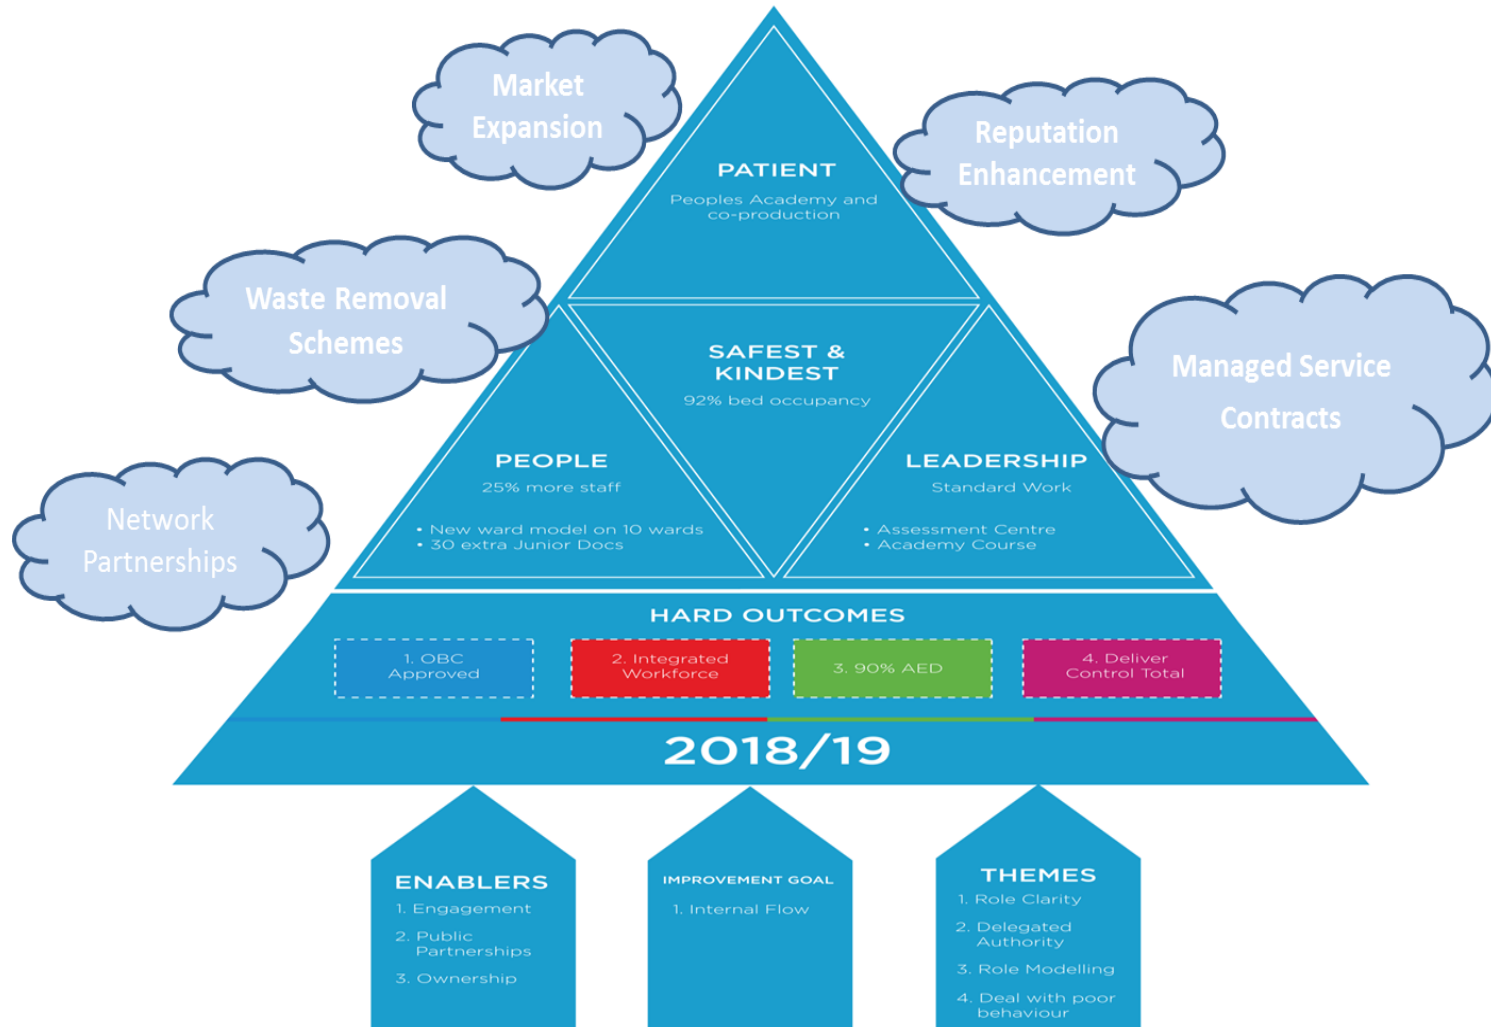 Market
Expansion
Reputation
Enhancement
PATIENT
Peoples Academy and
co-production
Waste Removal
Schemes
SAFEST &
KINDEST
92% bed occupancy
Managed Service
Contracts
PEOPLE
25% more staff
• New ward model on 10 wards
• 30 extra Junior Docs
LEADERSHIP
Standard Work
• Assessment Centre
• Academy Course
Network
Partnerships
HARD OUTCOMES
1. OBC
Approved
2. Integrated
Workforce
3. 90% AED
4. Deliver
Control Total
2018/19
ENABLERS
1. Engagement
2. Public
Partnerships
3. Ownership
IMPROVEMENT GOAL
1. Internal Flow
THEMES
1. Role Clarity
2. Delegated
Authority
3. Role Modelling
4. Deal with poor
behaviour